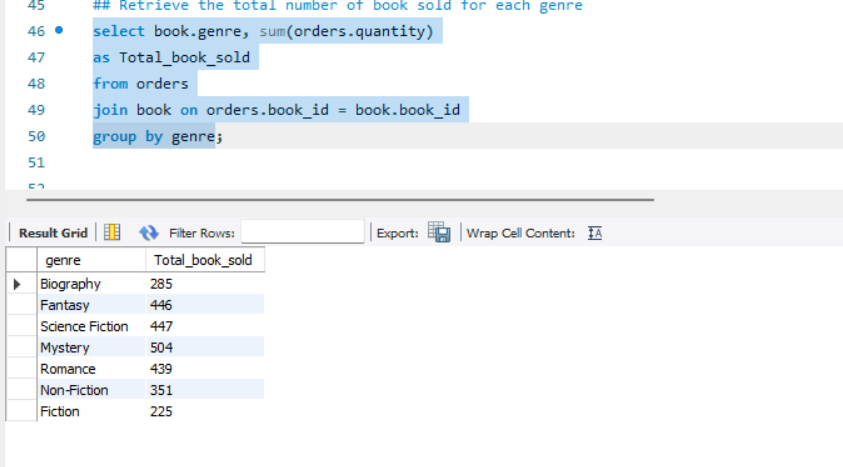 45 ## Retrieve the total number of book sold for each genre
46 select book.genre, sum(orders.quantity)
47 as Total_book_sold
48 from orders
49 join book on orders.book_id = book.book_id
50 group by genre;
51
52
Result Grid Filter Rows: Export: Wrap Cell Content: IA
genre Total_book_sold
Biography 285
Fantasy 446
Science Fiction 447
Mystery 504
Romance 439
Non-Fiction 351
Fiction 225